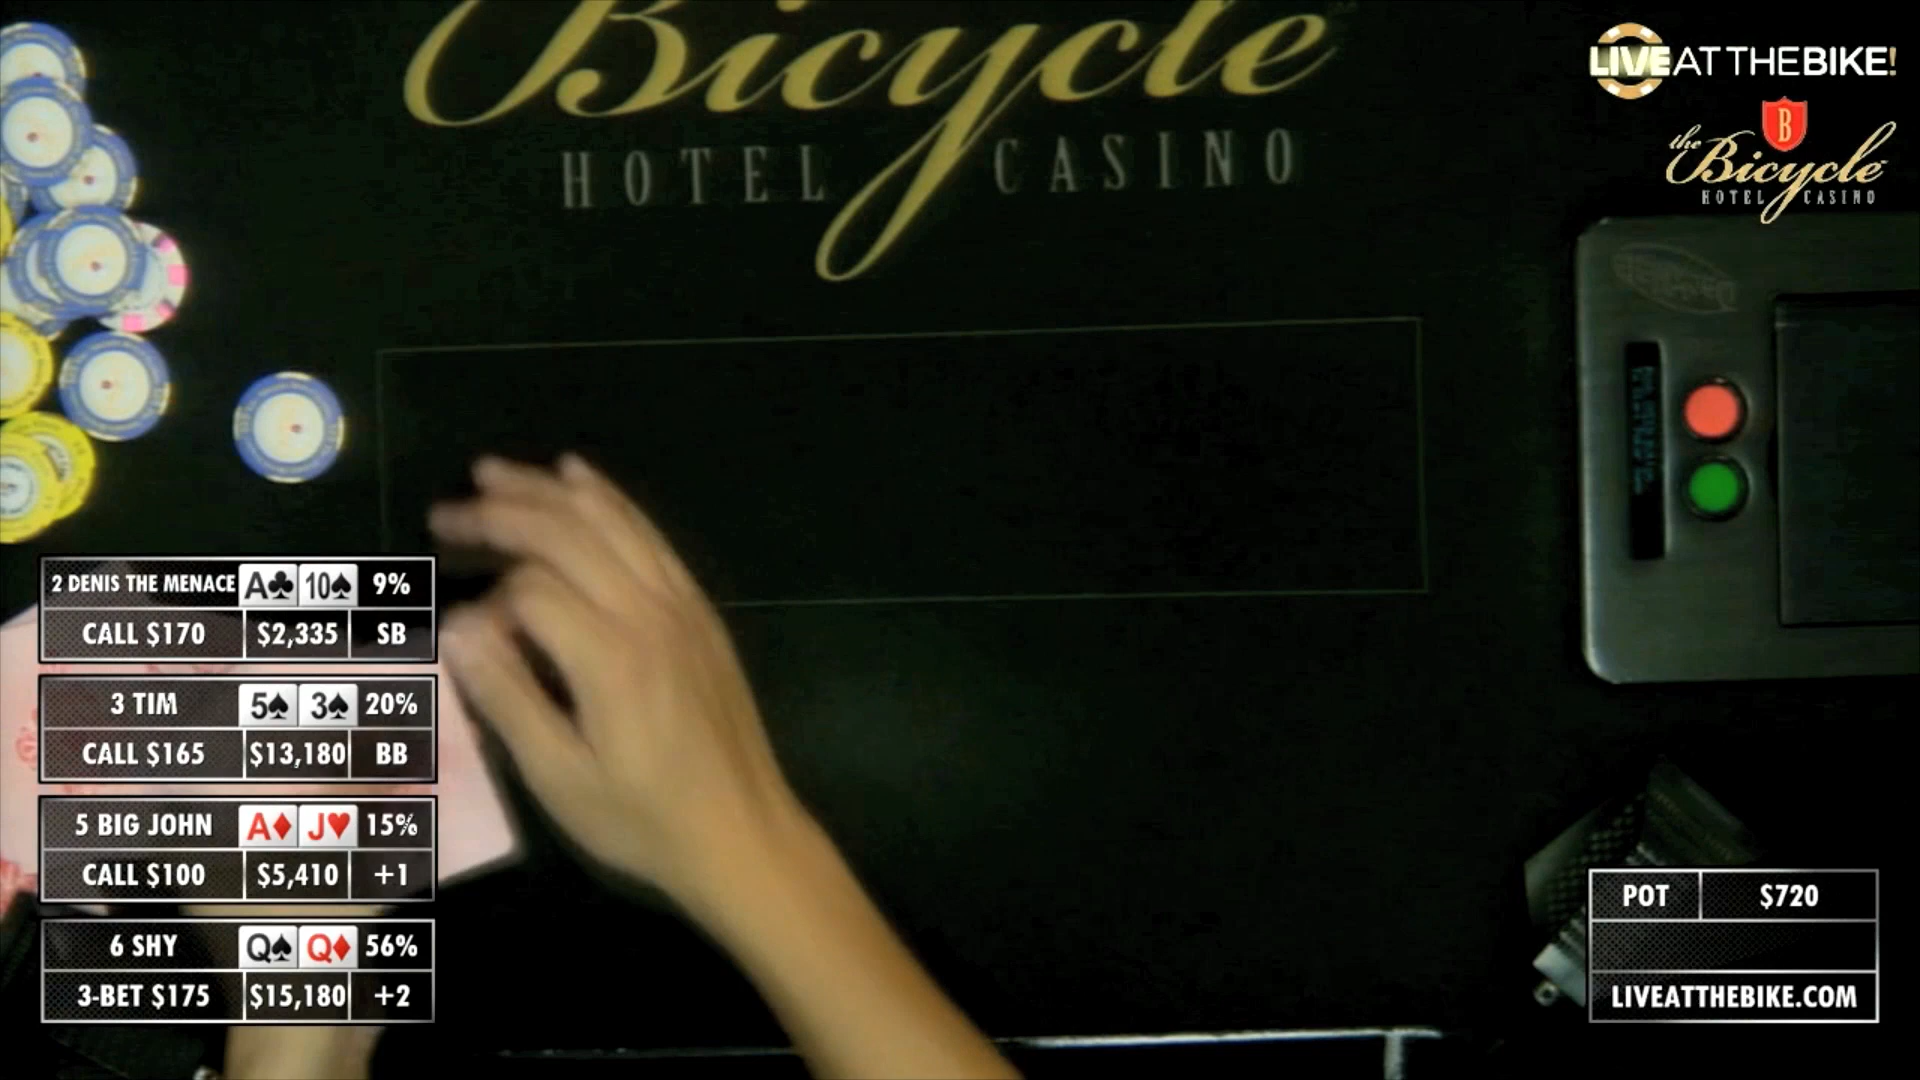 Bicycle
HOTEL CASINO
LIVEATTHEBIKE!
B
the
Bicycle
HOTEL CASINO
2 DENIS THE MENACE A♣ 10♠ 9%
CALL $170 $2,335 SB
3 TIM 5♠ 3♠ 20%
CALL $165 $13,180 BB
5 BIG JOHN A♦ J♥ 15%
CALL $100 $5,410 +1
6 SHY Q♠ Q♦ 56%
3-BET $175 $15,180 +2
POT $720
LIVEATTHEBIKE.COM